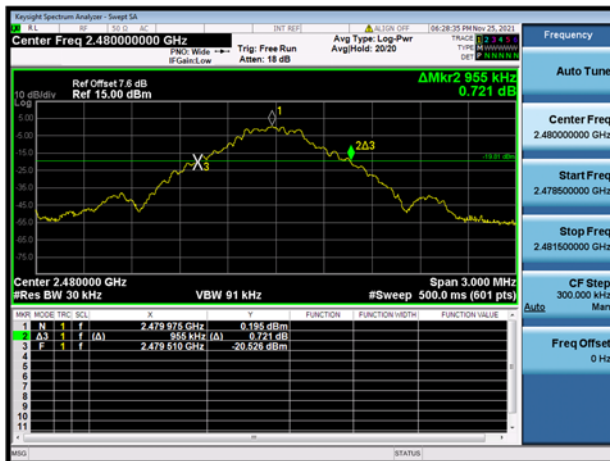 Keysight Spectrum Analyzer - Swept SA
RL RF 50 Ω AC INT REF ALIGN OFF 06:28:35 PM Nov 25, 2021
Center Freq 2.480000000 GHz
PNO: Wide
IFGain:Low
Trig: Free Run
Atten: 18 dB
Avg Type: Log-Pwr
Avg|Hold: 20/20
TRACE 1 2 3 4 5 6
TYPE M W W W W W
DET P N N N N N
ΔMkr2 955 kHz
0.721 dB
Ref Offset 7.6 dB
Ref 15.00 dBm
10 dB/div
Log
5.00
-5.00
-15.0
-25.0
-35.0
-45.0
-55.0
-65.0
-75.0
1
2Δ3
3
-19.81 dBm
Center 2.480000 GHz
Span 3.000 MHz
#Res BW 30 kHz
VBW 91 kHz
#Sweep 500.0 ms (601 pts)
MKR MODE TRC SCL X Y FUNCTION FUNCTION WIDTH FUNCTION VALUE
1 N 1 f 2.479 975 GHz 0.195 dBm
2 Δ3 1 f (Δ) 955 kHz (Δ) 0.721 dB
3 F 1 f 2.479 510 GHz -20.526 dBm
4
5
6
7
8
9
10
11
MSG
STATUS
Frequency
Auto Tune
Center Freq
2.480000000 GHz
Start Freq
2.478500000 GHz
Stop Freq
2.481500000 GHz
CF Step
300.000 kHz
Auto Man
Freq Offset
0 Hz